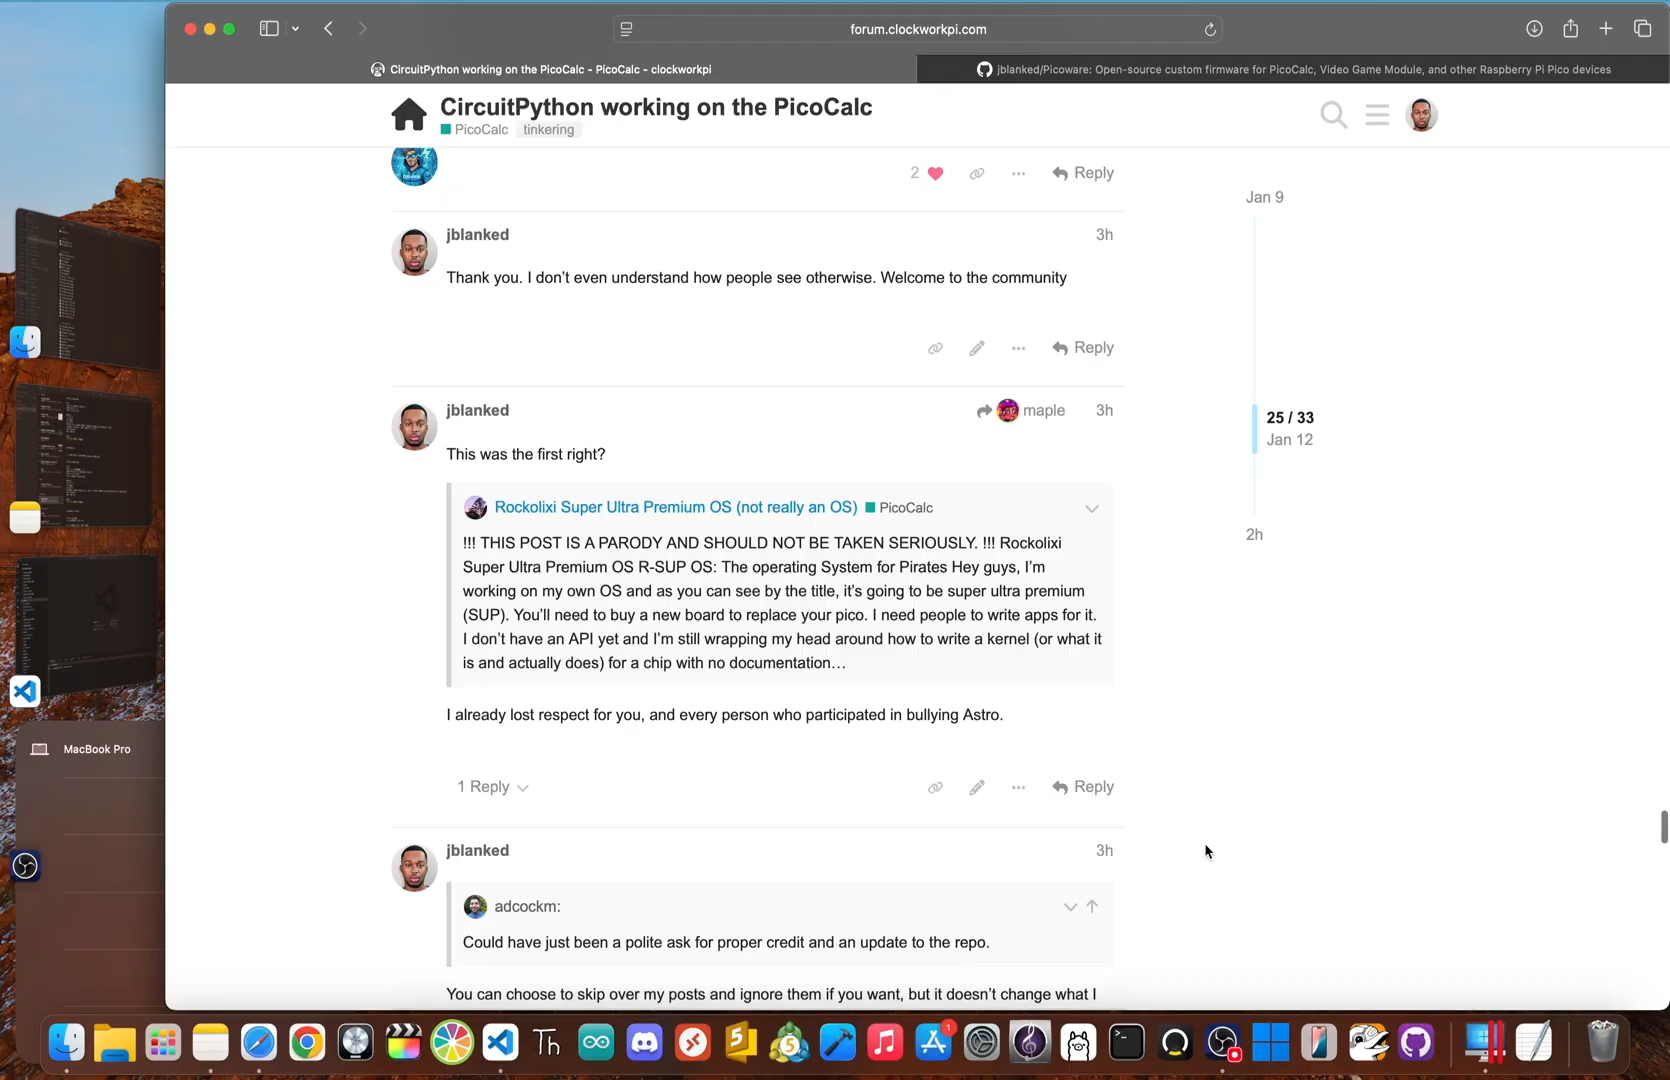 forum.clockworkpi.com
CircuitPython working on the PicoCalc - PicoCalc - clockworkpi
jblanked/Picoware: Open-source custom firmware for PicoCalc, Video Game Module, and other Raspberry Pi Pico devices
CircuitPython working on the PicoCalc
PicoCalc tinkering
2 Reply
Jan 9
jblanked 3h
Thank you. I don’t even understand how people see otherwise. Welcome to the community
Reply
jblanked maple 3h
25 / 33
Jan 12
This was the first right?
Rockolixi Super Ultra Premium OS (not really an OS) PicoCalc
!!! THIS POST IS A PARODY AND SHOULD NOT BE TAKEN SERIOUSLY. !!! Rockolixi
Super Ultra Premium OS R-SUP OS: The operating System for Pirates Hey guys, I’m
working on my own OS and as you can see by the title, it’s going to be super ultra premium
(SUP). You’ll need to buy a new board to replace your pico. I need people to write apps for it.
I don’t have an API yet and I’m still wrapping my head around how to write a kernel (or what it
is and actually does) for a chip with no documentation…
2h
I already lost respect for you, and every person who participated in bullying Astro.
MacBook Pro
1 Reply Reply
jblanked 3h
adcockm:
Could have just been a polite ask for proper credit and an update to the repo.
You can choose to skip over my posts and ignore them if you want, but it doesn’t change what I